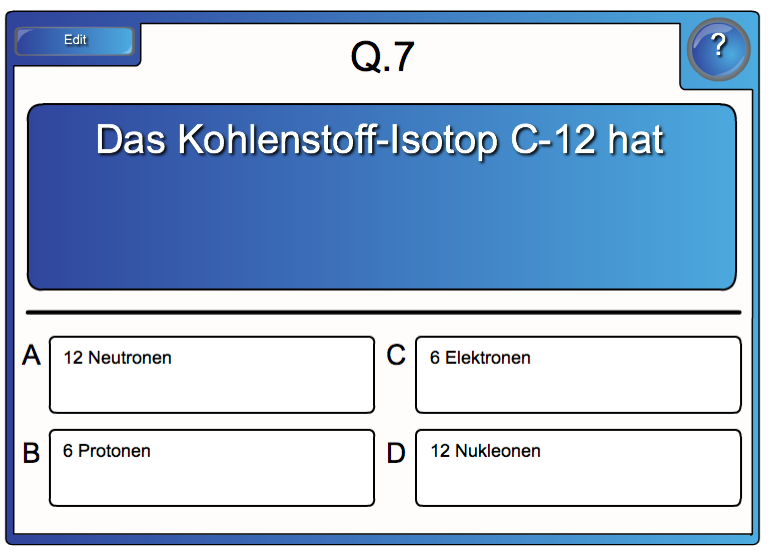 Edit
Q.7
?
Das Kohlenstoff-Isotop C-12 hat
A
12 Neutronen
C
6 Elektronen
B
6 Protonen
D
12 Nukleonen